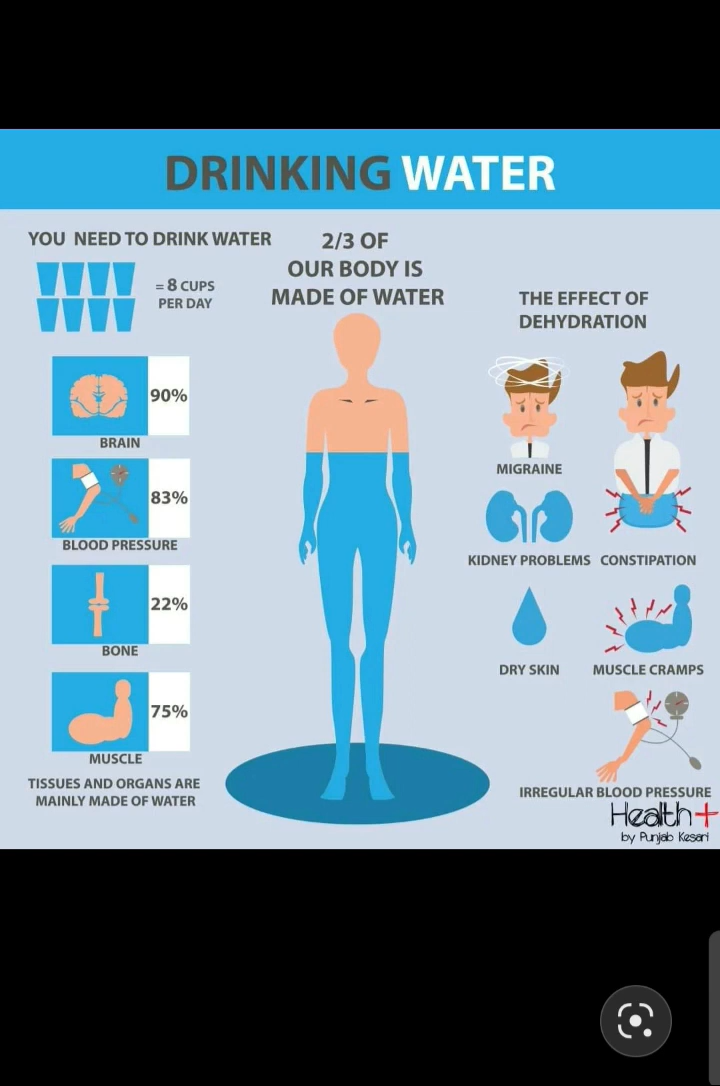 DRINKING WATER
YOU NEED TO DRINK WATER
= 8 CUPS
PER DAY
2/3 OF
OUR BODY IS
MADE OF WATER
90%
BRAIN
83%
BLOOD PRESSURE
22%
BONE
75%
MUSCLE
TISSUES AND ORGANS ARE
MAINLY MADE OF WATER
THE EFFECT OF
DEHYDRATION
MIGRAINE
KIDNEY PROBLEMS
CONSTIPATION
DRY SKIN
MUSCLE CRAMPS
IRREGULAR BLOOD PRESSURE
Health+
by Punjab Kesari